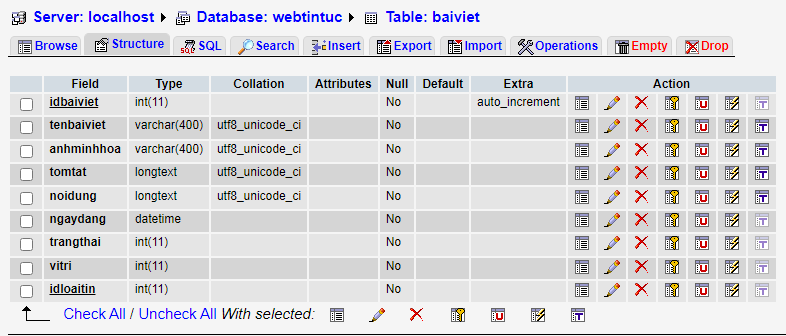 Server: localhost Database: webtintuc Table: baiviet
Browse Structure SQL Search Insert Export Import Operations Empty Drop
Field Type Collation Attributes Null Default Extra Action
idbaiviet int(11) No auto_increment
tenbaiviet varchar(400) utf8_unicode_ci No
anhminhhoa varchar(400) utf8_unicode_ci No
tomtat longtext utf8_unicode_ci No
noidung longtext utf8_unicode_ci No
ngaydang datetime No
trangthai int(11) No
vitri int(11) No
idloaitin int(11) No
Check All / Uncheck All With selected: